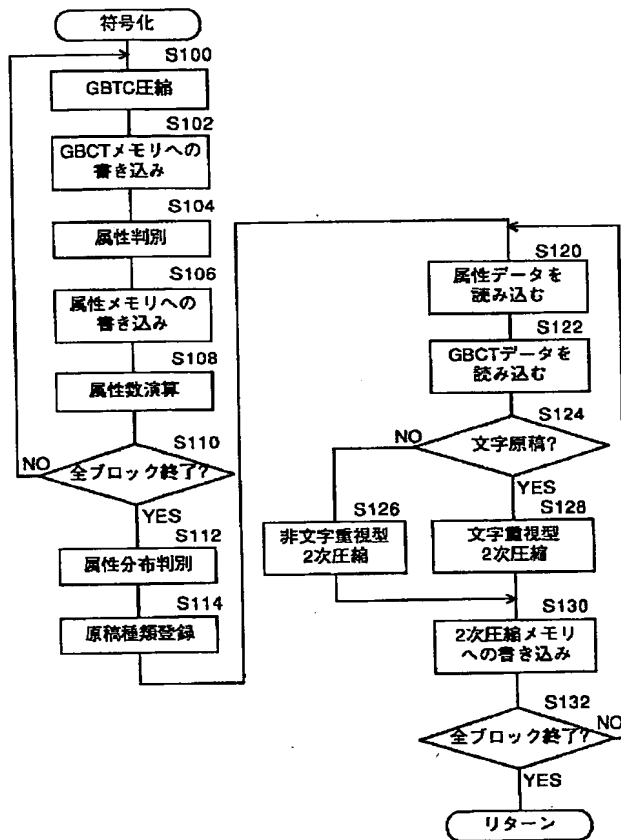 符号化
S100
GBTC圧縮
S102
GBCTメモリへの
書き込み
S104
属性判別
S106
属性メモリへの
書き込み
S108
属性数演算
S110
全ブロック終了?
NO
YES
S112
属性分布判別
S114
原稿種類登録
S120
属性データを
読み込む
S122
GBCTデータを
読み込む
S124
文字原稿?
NO
YES
S126
非文字重視型
2次圧縮
S128
文字重視型
2次圧縮
S130
2次圧縮メモリ
への書き込み
S132
全ブロック終了?
NO
YES
リターン